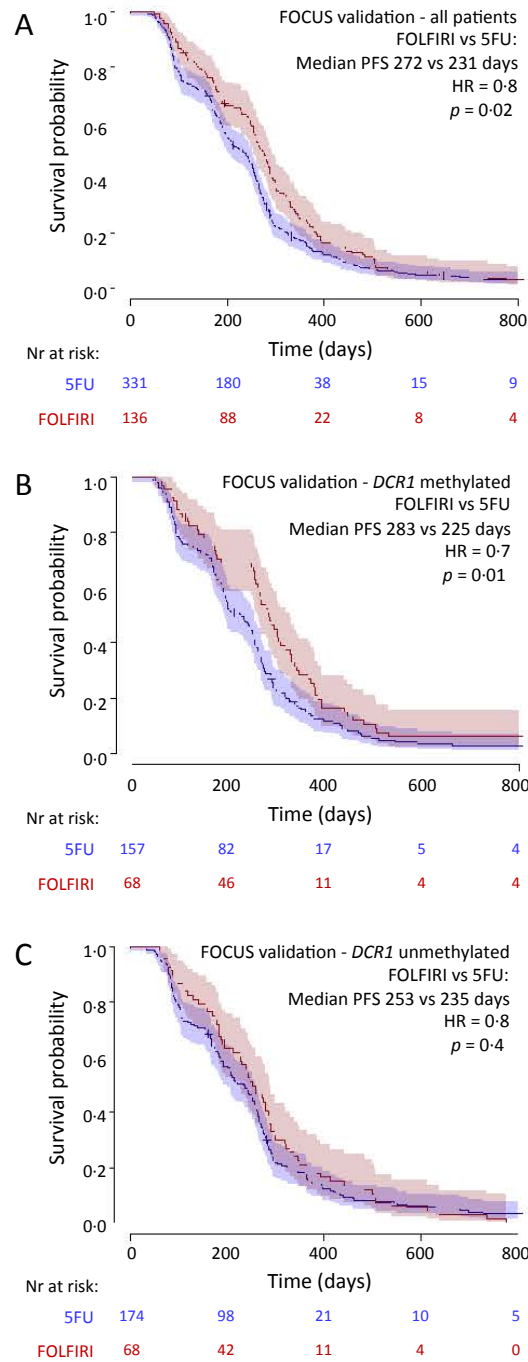 A
FOCUS validation - all patients
FOLFIRI vs 5FU:
Median PFS 272 vs 231 days
HR = 0·8
p = 0·02
Survival probability
1·0
0·8
0·6
0·4
0·2
0·0
0 200 400 600 800
Time (days)
Nr at risk:
5FU 331 180 38 15 9
FOLFIRI 136 88 22 8 4
B
FOCUS validation - DCR1 methylated
FOLFIRI vs 5FU
Median PFS 283 vs 225 days
HR = 0·7
p = 0·01
Survival probability
1·0
0·8
0·6
0·4
0·2
0·0
0 200 400 600 800
Time (days)
Nr at risk:
5FU 157 82 17 5 4
FOLFIRI 68 46 11 4 4
C
FOCUS validation - DCR1 unmethylated
FOLFIRI vs 5FU:
Median PFS 253 vs 235 days
HR = 0·8
p = 0·4
Survival probability
1·0
0·8
0·6
0·4
0·2
0·0
0 200 400 600 800
Time (days)
Nr at risk:
5FU 174 98 21 10 5
FOLFIRI 68 42 11 4 0